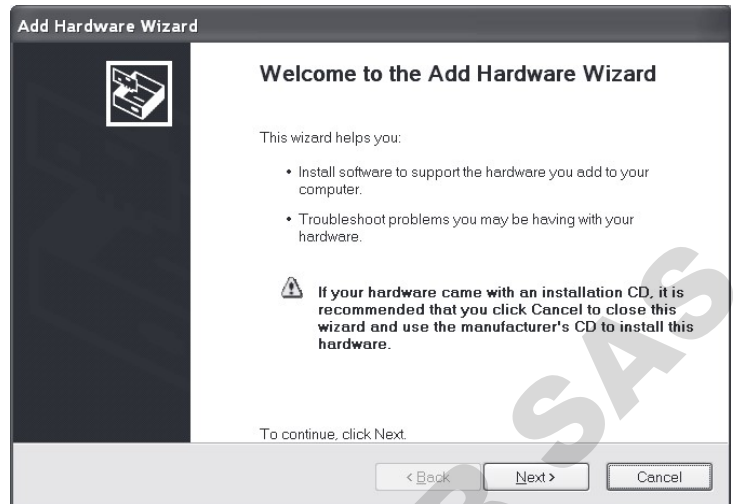 Add Hardware Wizard
Welcome to the Add Hardware Wizard
This wizard helps you:
• Install software to support the hardware you add to your
computer.
• Troubleshoot problems you may be having with your
hardware.
If your hardware came with an installation CD, it is
recommended that you click Cancel to close this
wizard and use the manufacturer's CD to install this
hardware.
To continue, click Next.
< Back
Next >
Cancel
R SAS